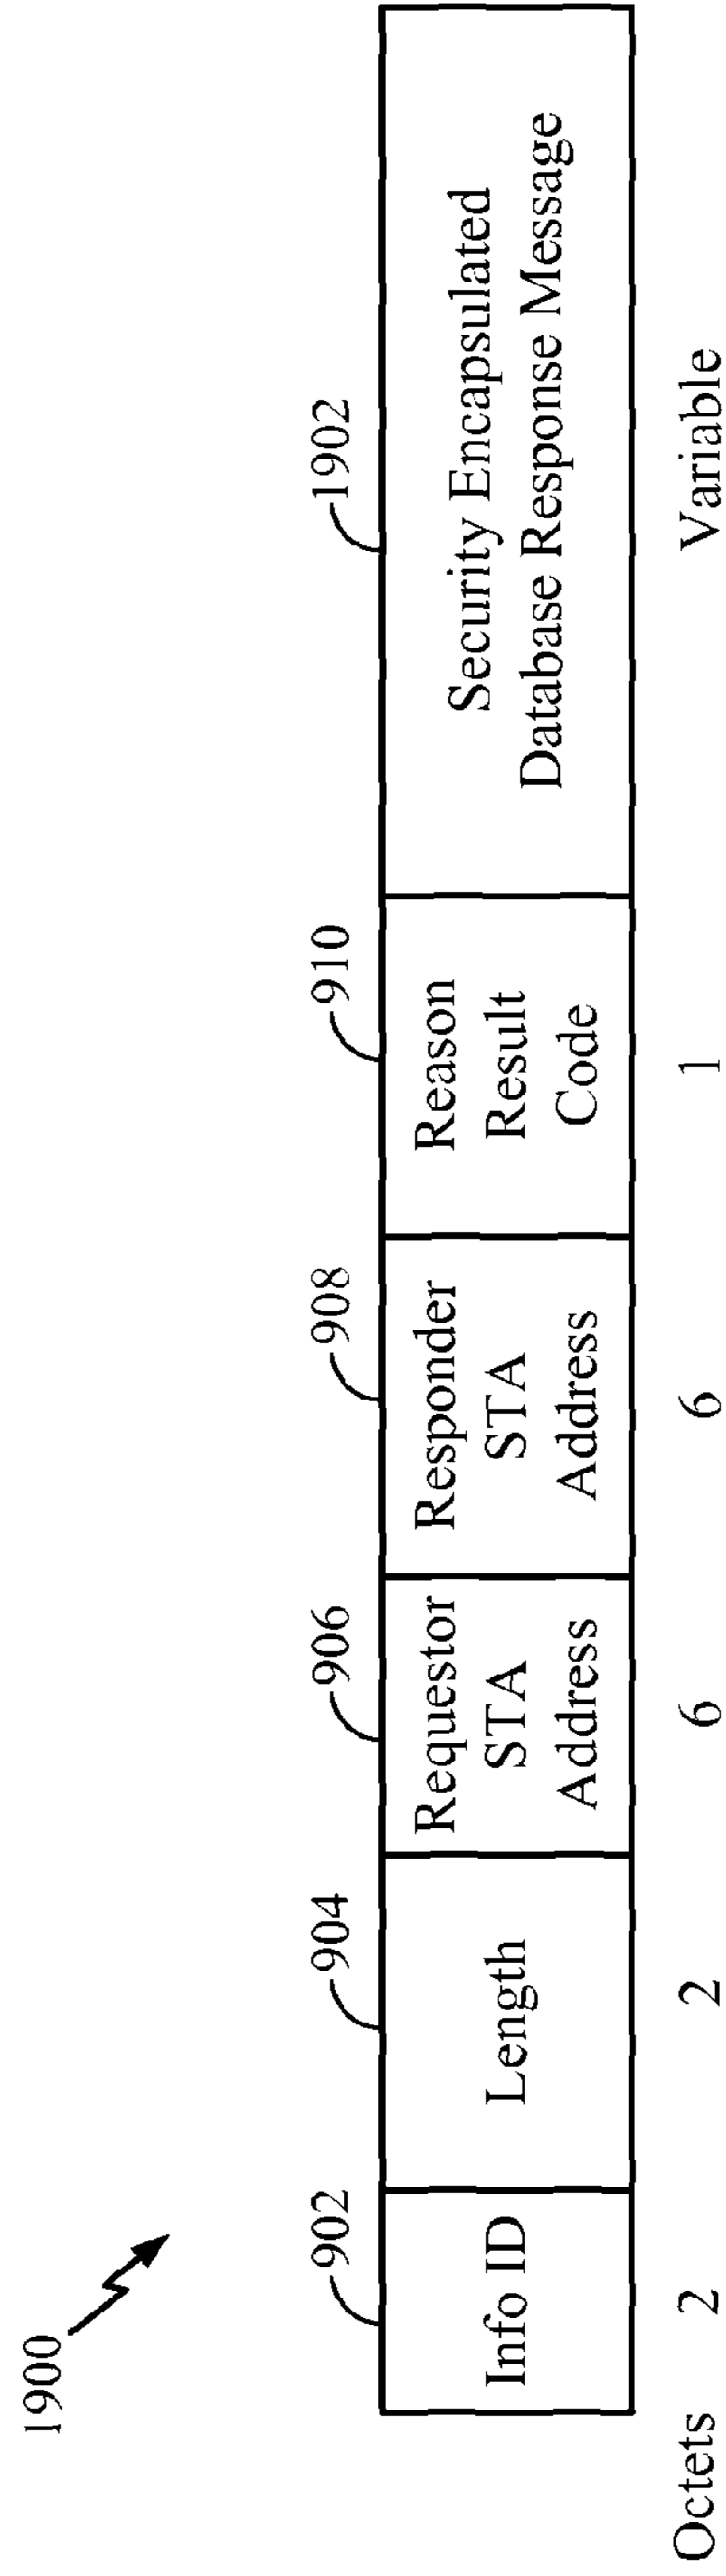 1900
902
904
906
908
910
1902
Info ID
Length
Requestor
STA
Address
Responder
STA
Address
Reason
Result
Code
Security Encapsulated
Database Response Message
Octets 2 2 6 6 1 Variable